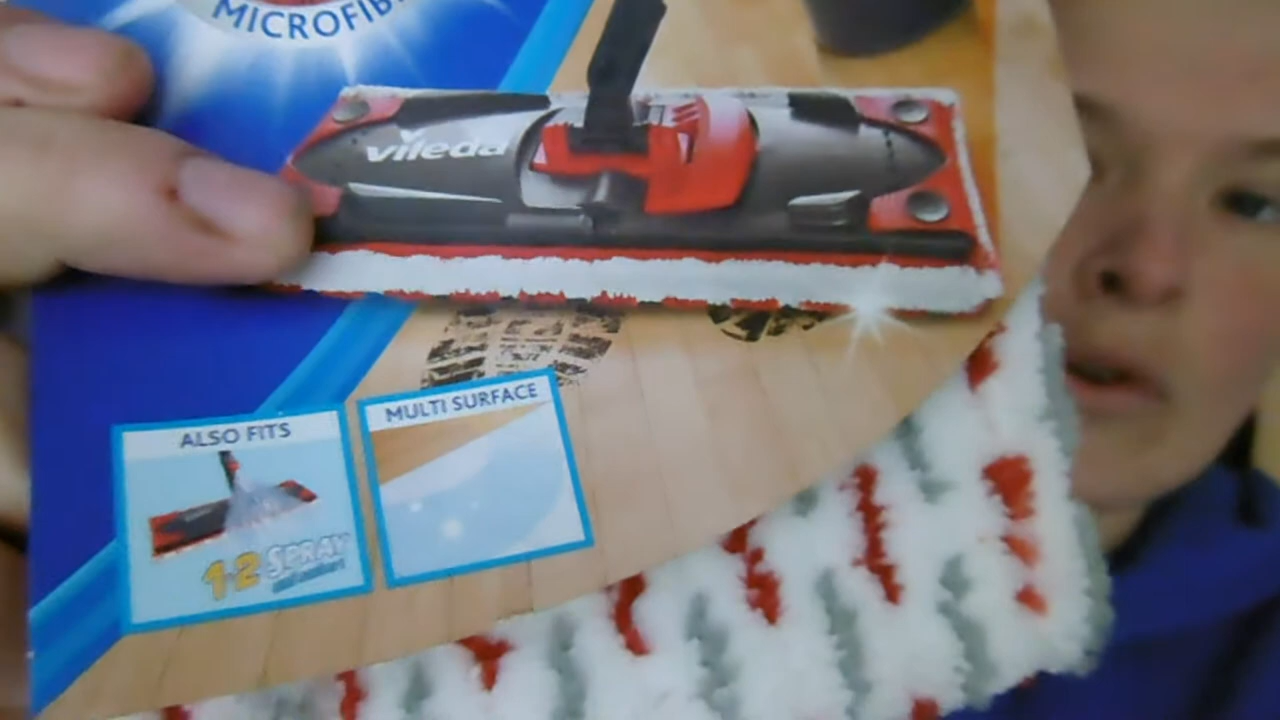 MICROFIB
vileda
ALSO FITS
1·2 SPRAY
MULTI SURFACE